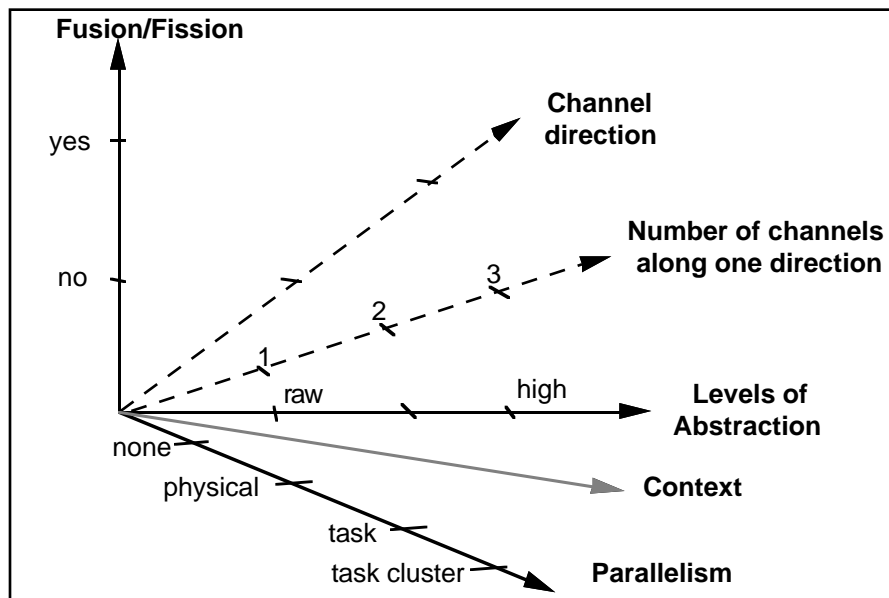 Fusion/Fission
Channel
direction
yes
Number of channels
along one direction
no
3
2
1
raw
high
Levels of
Abstraction
none
physical
Context
task
task cluster
Parallelism